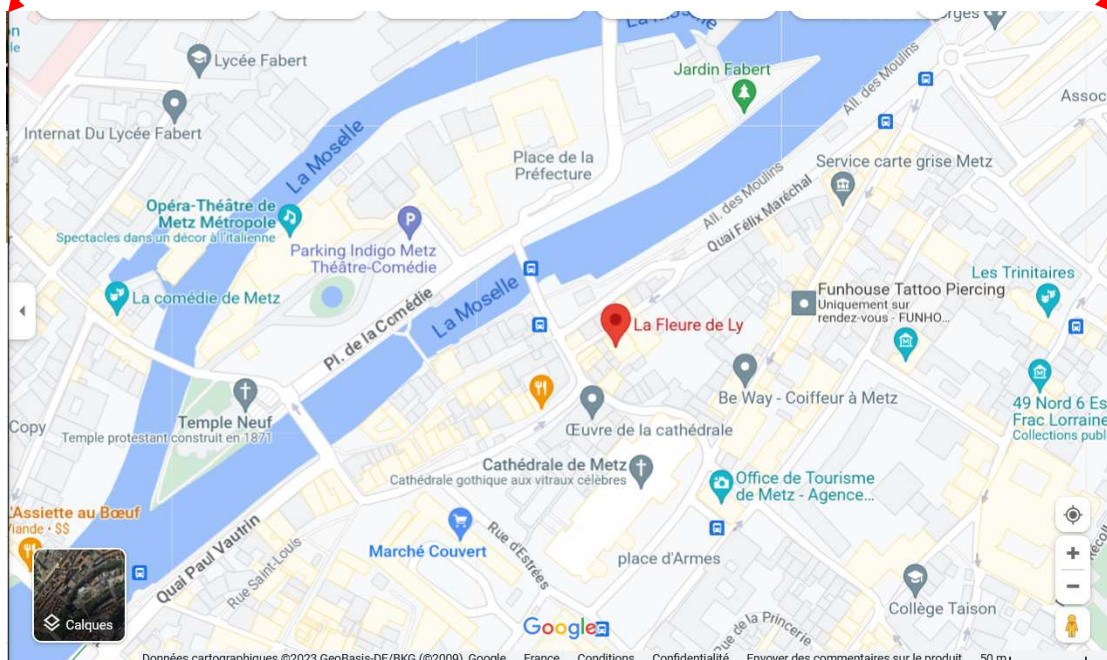 La Moselle
orges
Lycée Fabert
Jardin Fabert
All. des Moulins
Assoc
Internat Du Lycée Fabert
La Moselle
Place de la
Préfecture
Service carte grise Metz
Opéra-Théâtre de
Metz Métropole
Spectacles dans un décor à l'italienne
P
Parking Indigo Metz
Théâtre-Comédie
All. des Moulins
Quai Félix Maréchal
La comédie de Metz
La Moselle
Pl. de la Comédie
La Fleure de Ly
Funhouse Tattoo Piercing
Uniquement sur
rendez-vous - FUNHO...
Les Trinitaires
Be Way - Coiffeur à Metz
Copy
Temple Neuf
Temple protestant construit en 1871
Œuvre de la cathédrale
49 Nord 6 Es
Frac Lorraine
Collections publ
Cathédrale de Metz
Cathédrale gothique aux vitraux célèbres
Office de Tourisme
de Metz - Agence...
'Assiette au Bœuf
Viande • $$
Quai Paul Vautrin
Rue Saint-Louis
Marché Couvert
Rue d'Estrées
place d'Armes
Collège Taison
Récoll
Calques
Google
ue de la Princerie
Données cartographiques ©2023 GeoBasis-DE/BKG (©2009), Google France Conditions Confidentialité Envoyer des commentaires sur le produit 50 m